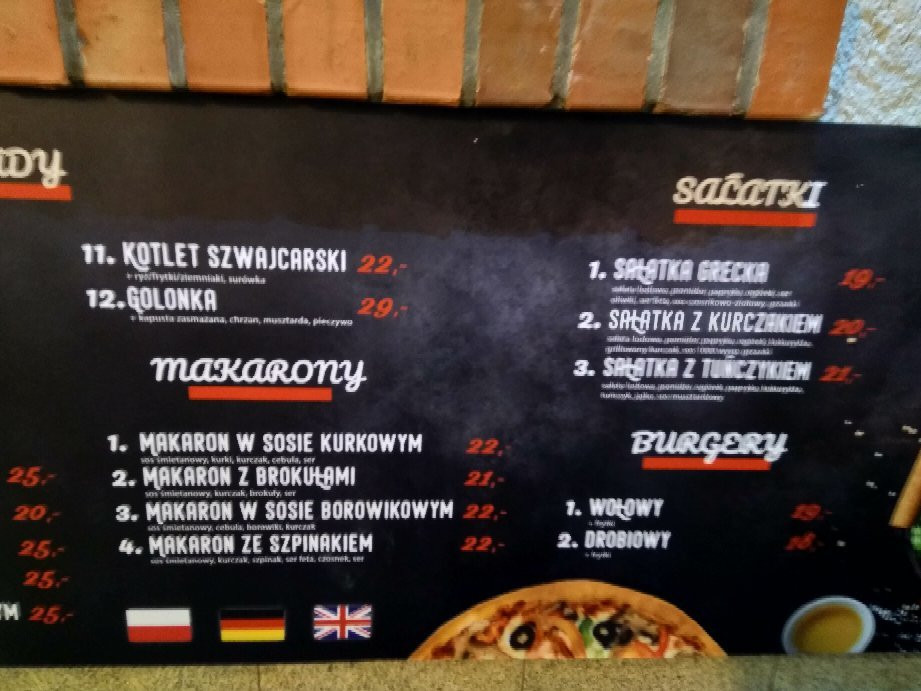 11. KOTLET SZWAJCARSKI 22,-
+ ryż/frytki/ziemniaki, surówka
12. GOLONKA 29,-
+ kapusta zasmażana, chrzan, musztarda, pieczywo
MAKARONY
1. MAKARON W SOSIE KURKOWYM 22,-
sos śmietanowy, kurki, kurczak, cebula, ser
2. MAKARON Z BROKUŁAMI 21,-
sos śmietanowy, kurczak, brokuły, ser
3. MAKARON W SOSIE BOROWIKOWYM 22,-
sos śmietanowy, cebula, borowiki, kurczak
4. MAKARON ZE SZPINAKIEM 22,-
sos śmietanowy, kurczak, szpinak, ser feta, czosnek, ser
25,-
20,-
25,-
25,-
25,-
SAŁATKI
1. SAŁATKA GRECKA 19,-
2. SAŁATKA Z KURCZAKIEM 20,-
3. SAŁATKA Z TUŃCZYKIEM 21,-
BURGERY
1. WOŁOWY 19,-
+ frytki
2. DROBIOWY 18,-
+ frytki